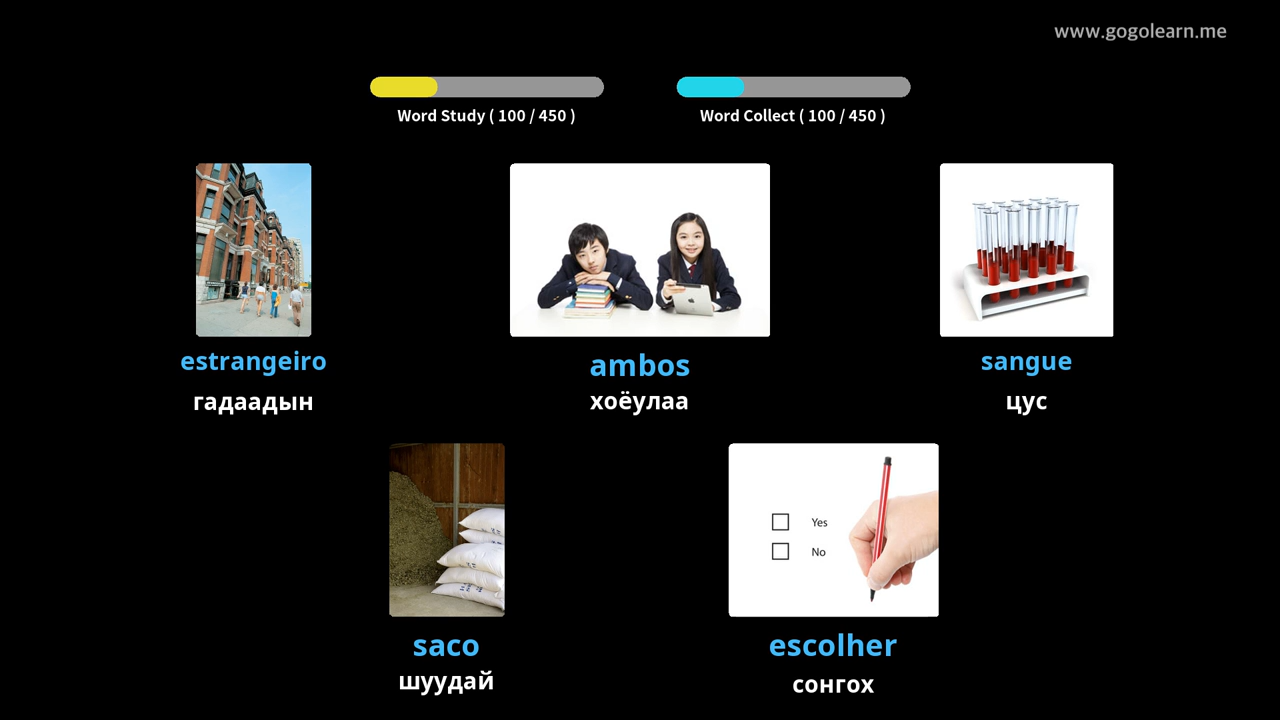 www.gogolearn.me
Word Study ( 100 / 450 )
Word Collect ( 100 / 450 )
estrangeiro
гадаадын
ambos
хоёулаа
sangue
цус
Yes
No
saco
шуудай
escolher
сонгох